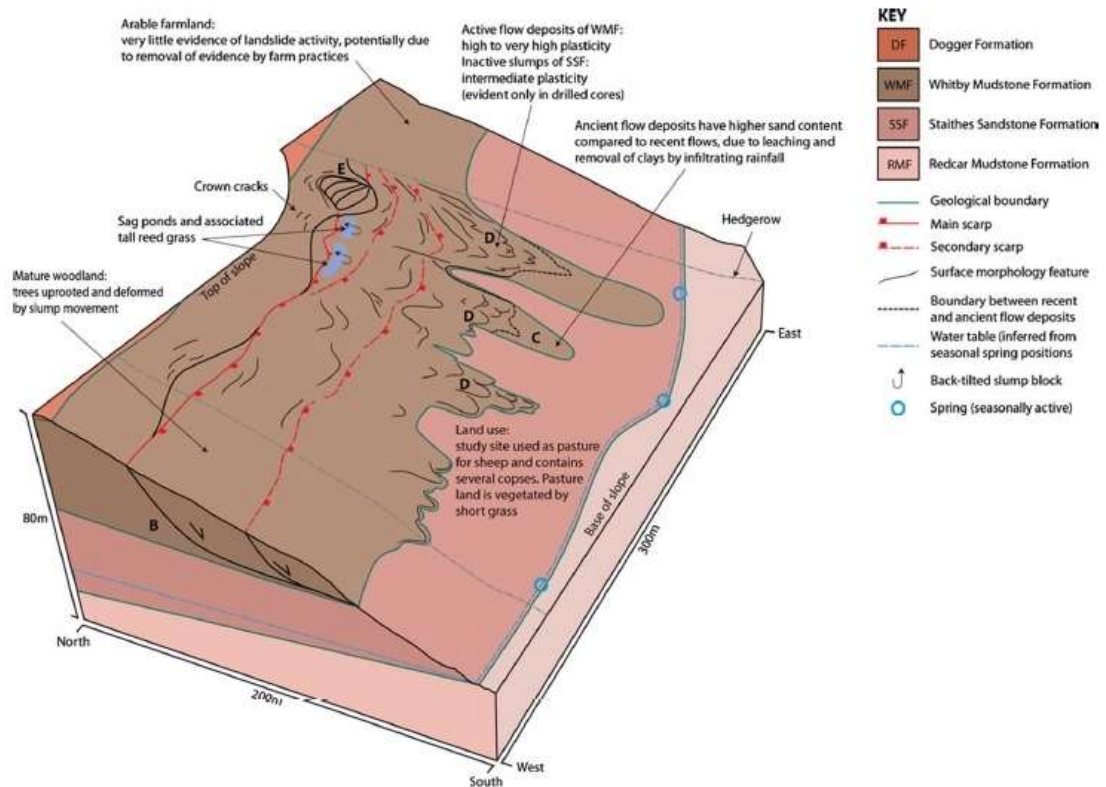 Arable farmland:
very little evidence of landslide activity, potentially due
to removal of evidence by farm practices
Active flow deposits of WMF:
high to very high plasticity
Inactive slumps of SSF:
intermediate plasticity
(evident only in drilled cores)
Ancient flow deposits have higher sand content
compared to recent flows, due to leaching and
removal of clays by infiltrating rainfall
Crown cracks
Sag ponds and associated
tall reed grass
Mature woodland:
trees uprooted and deformed
by slump movement
Top of slope
Hedgerow
E
D
D
C
D
B
Land use:
study site used as pasture
for sheep and contains
several copses. Pasture
land is vegetated by
short grass
Base of slope
80m
North
200m
South
West
300m
East
KEY
DF Dogger Formation
WMF Whitby Mudstone Formation
SSF Staithes Sandstone Formation
RMF Redcar Mudstone Formation
Geological boundary
Main scarp
Secondary scarp
Surface morphology feature
Boundary between recent
and ancient flow deposits
Water table (inferred from
seasonal spring positions
Back-tilted slump block
Spring (seasonally active)